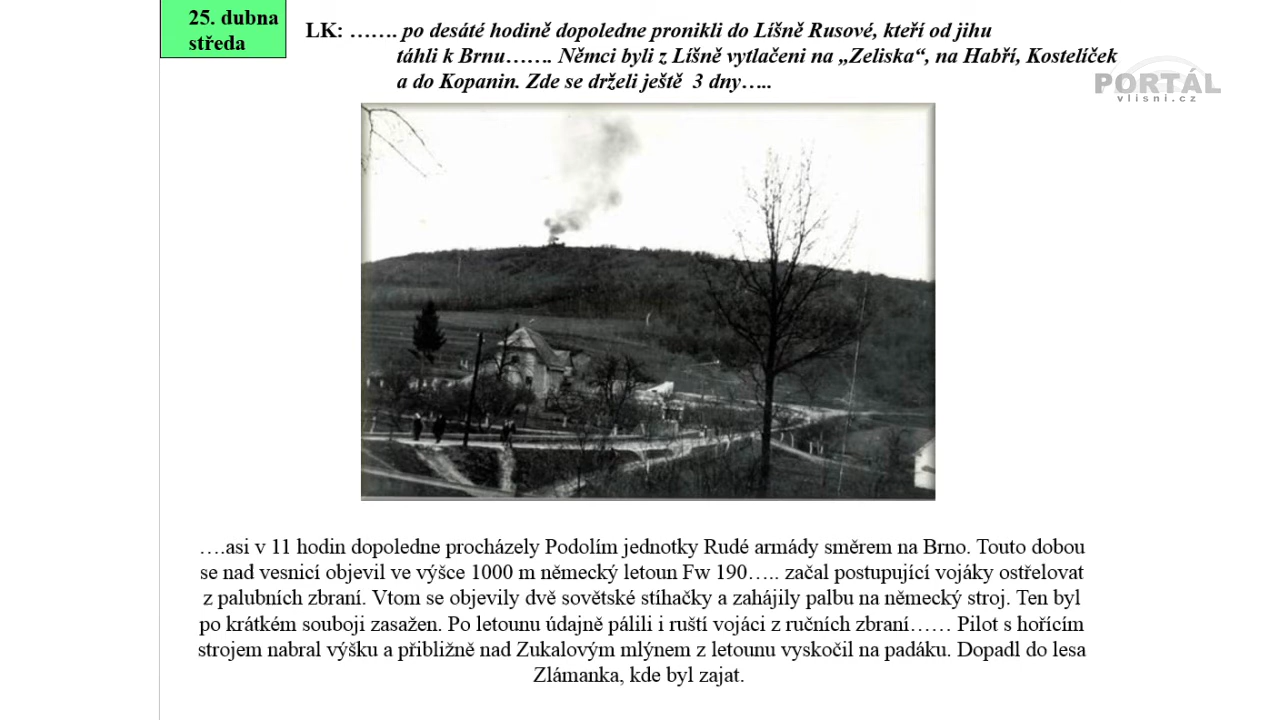 25. dubna
středa
LK: ……. po desáté hodině dopoledne pronikli do Líšně Rusové, kteří od jihu
táhli k Brnu……. Němci byli z Líšně vytlačeni na „Zeliska“, na Habří, Kostelíček
a do Kopanin. Zde se drželi ještě 3 dny…..
PORTÁL
vlisni.cz
….asi v 11 hodin dopoledne procházely Podolím jednotky Rudé armády směrem na Brno. Touto dobou
se nad vesnicí objevil ve výšce 1000 m německý letoun Fw 190….. začal postupující vojáky ostřelovat
z palubních zbraní. Vtom se objevily dvě sovětské stíhačky a zahájily palbu na německý stroj. Ten byl
po krátkém souboji zasažen. Po letounu údajně pálili i ruští vojáci z ručních zbraní…… Pilot s hořícím
strojem nabral výšku a přibližně nad Zukalovým mlýnem z letounu vyskočil na padáku. Dopadl do lesa
Zlámanka, kde byl zajat.